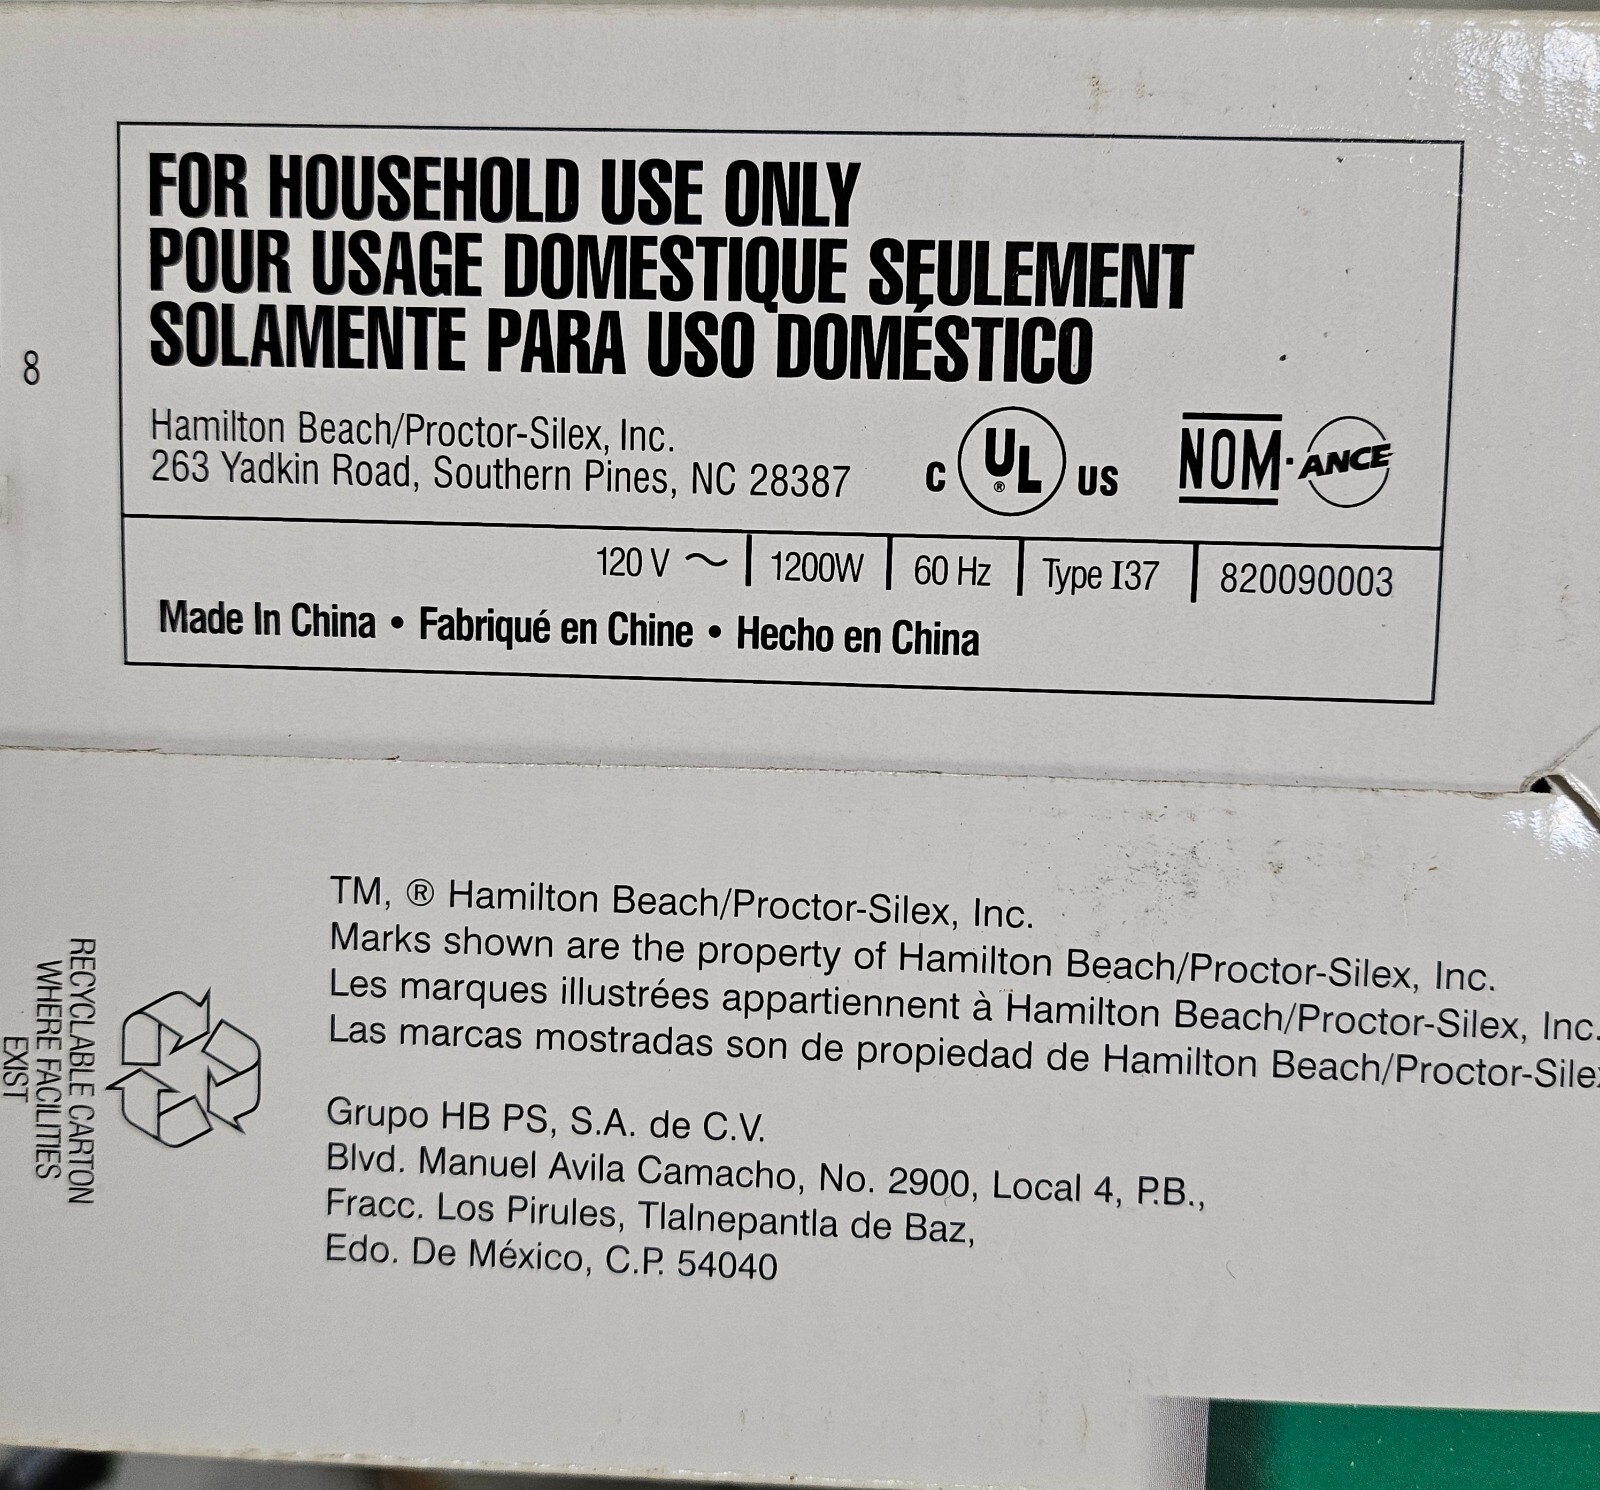 FOR HOUSEHOLD USE ONLY
POUR USAGE DOMESTIQUE SEULEMENT
SOLAMENTE PARA USO DOMÉSTICO
8
Hamilton Beach/Proctor-Silex, Inc.
263 Yadkin Road, Southern Pines, NC 28387
C UL ® US
NOM·ANCE
120 V ~ | 1200W | 60 Hz | Type I37 | 820090003
Made In China • Fabriqué en Chine • Hecho en China
TM, ® Hamilton Beach/Proctor-Silex, Inc.
Marks shown are the property of Hamilton Beach/Proctor-Silex, Inc.
Les marques illustrées appartiennent à Hamilton Beach/Proctor-Silex, Inc.
Las marcas mostradas son de propiedad de Hamilton Beach/Proctor-Sile
Grupo HB PS, S.A. de C.V.
Blvd. Manuel Avila Camacho, No. 2900, Local 4, P.B.,
Fracc. Los Pirules, Tlalnepantla de Baz,
Edo. De México, C.P. 54040
RECYCLABLE CARTON
WHERE FACILITIES
EXIST